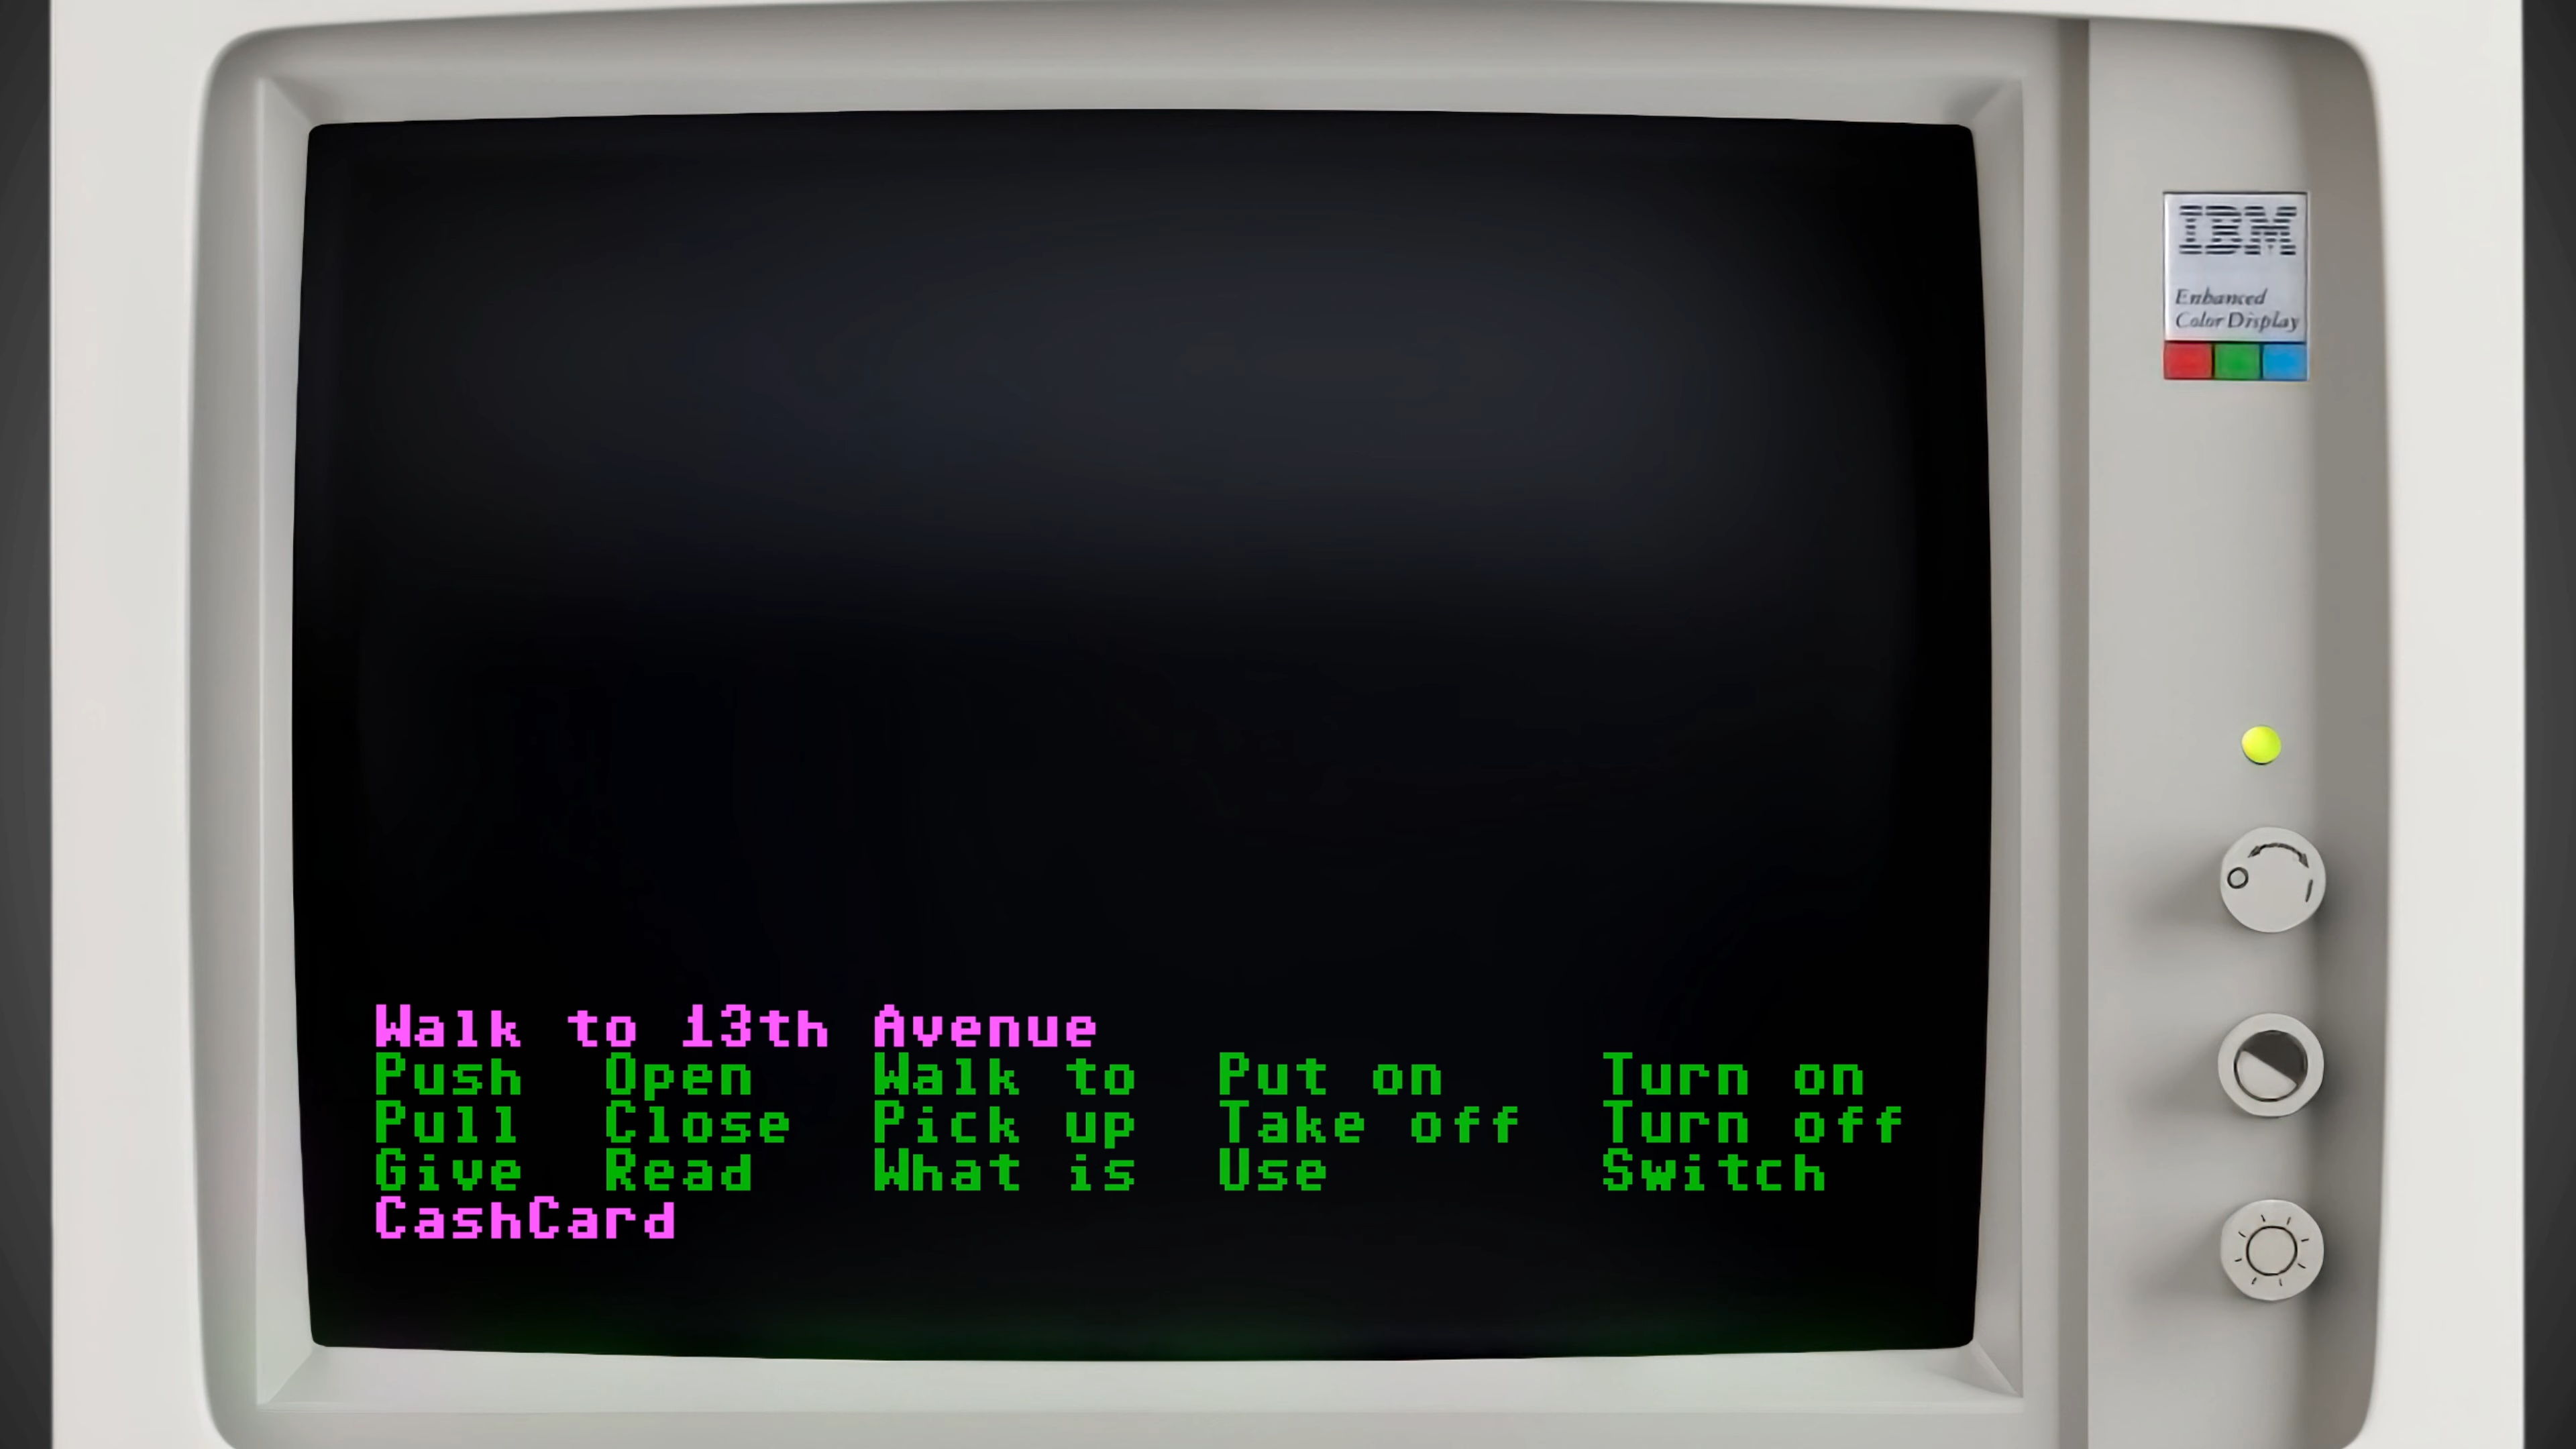 IBM
Enhanced
Color Display
Walk to 13th Avenue
Push Open Walk to Put on Turn on
Pull Close Pick up Take off Turn off
Give Read What is Use Switch
CashCard